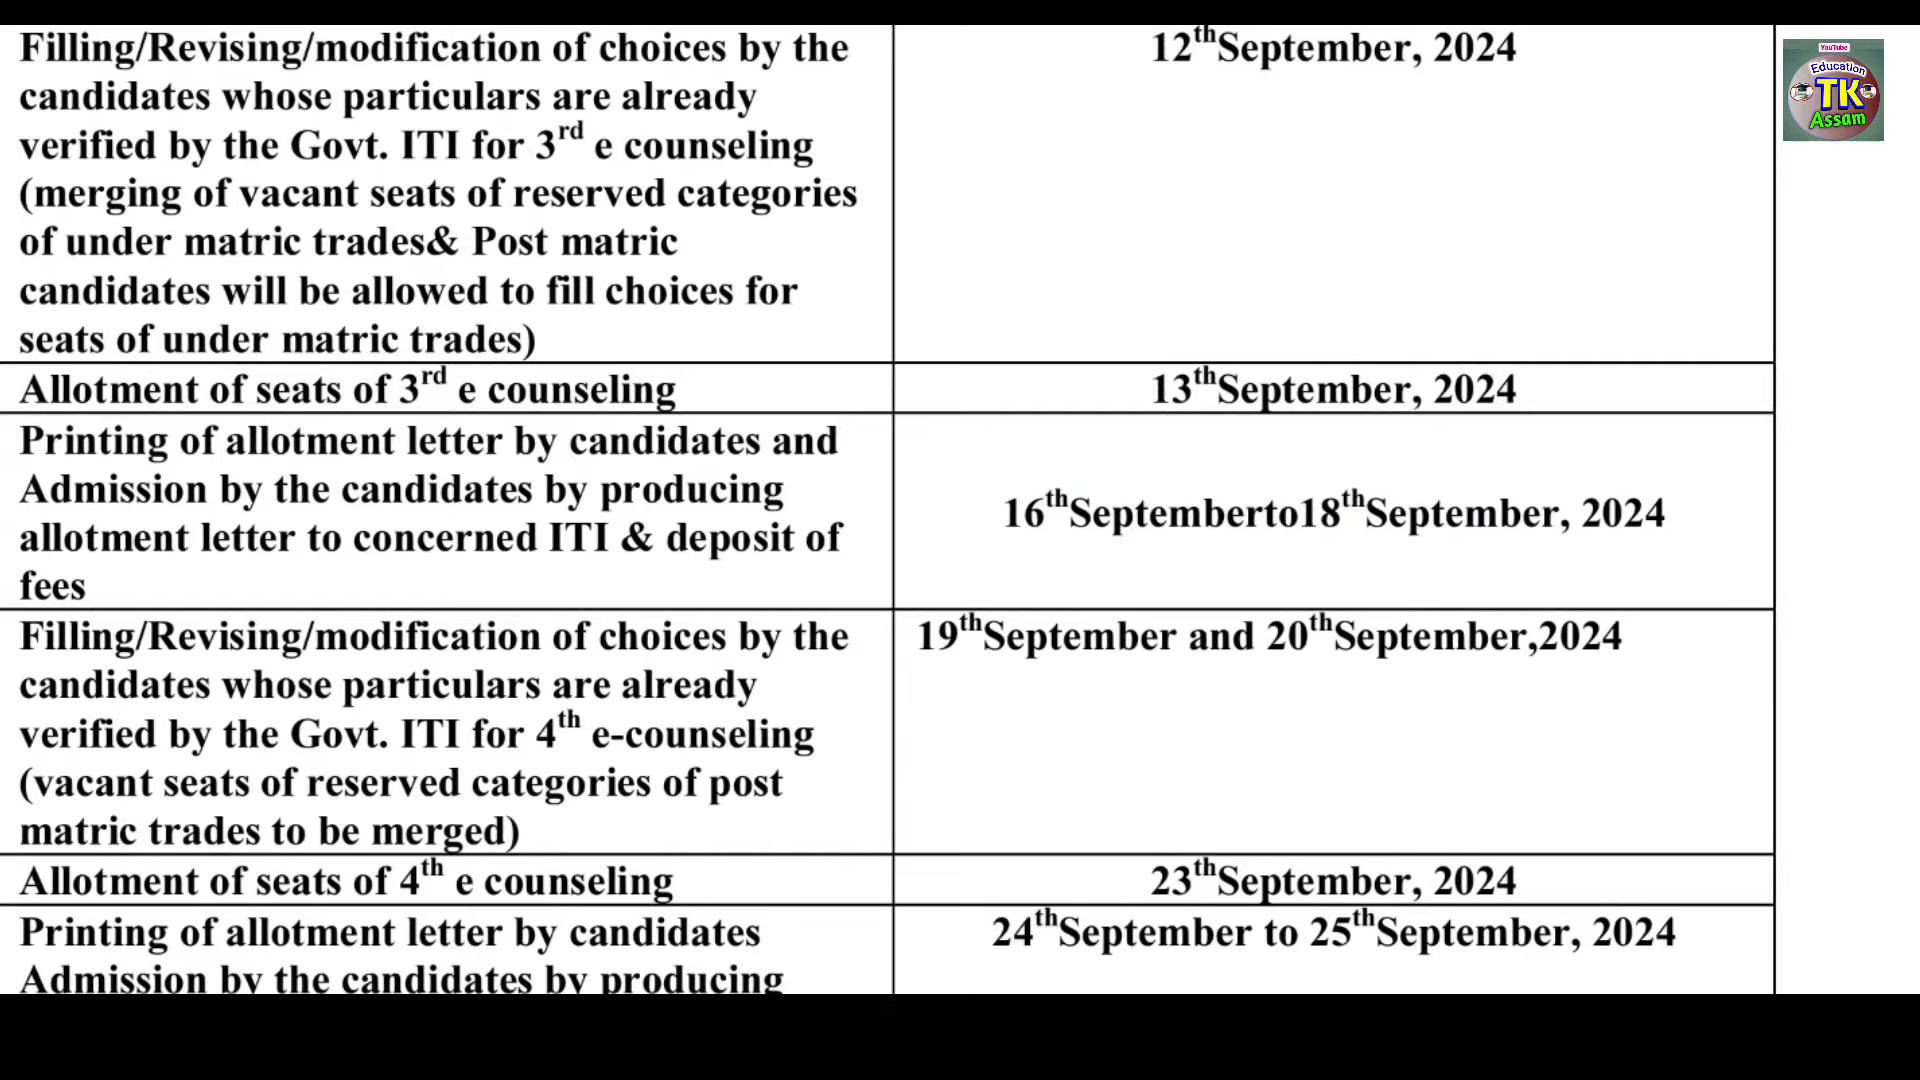 Filling/Revising/modification of choices by the
candidates whose particulars are already
verified by the Govt. ITI for 3rd e counseling
(merging of vacant seats of reserved categories
of under matric trades& Post matric
candidates will be allowed to fill choices for
seats of under matric trades)
12thSeptember, 2024
Allotment of seats of 3rd e counseling
13thSeptember, 2024
Printing of allotment letter by candidates and
Admission by the candidates by producing
allotment letter to concerned ITI & deposit of
fees
16thSeptemberto18thSeptember, 2024
Filling/Revising/modification of choices by the
candidates whose particulars are already
verified by the Govt. ITI for 4th e-counseling
(vacant seats of reserved categories of post
matric trades to be merged)
19thSeptember and 20thSeptember,2024
Allotment of seats of 4th e counseling
23thSeptember, 2024
Printing of allotment letter by candidates
Admission by the candidates by producing
24thSeptember to 25thSeptember, 2024
YouTube
Education
TK
Assam